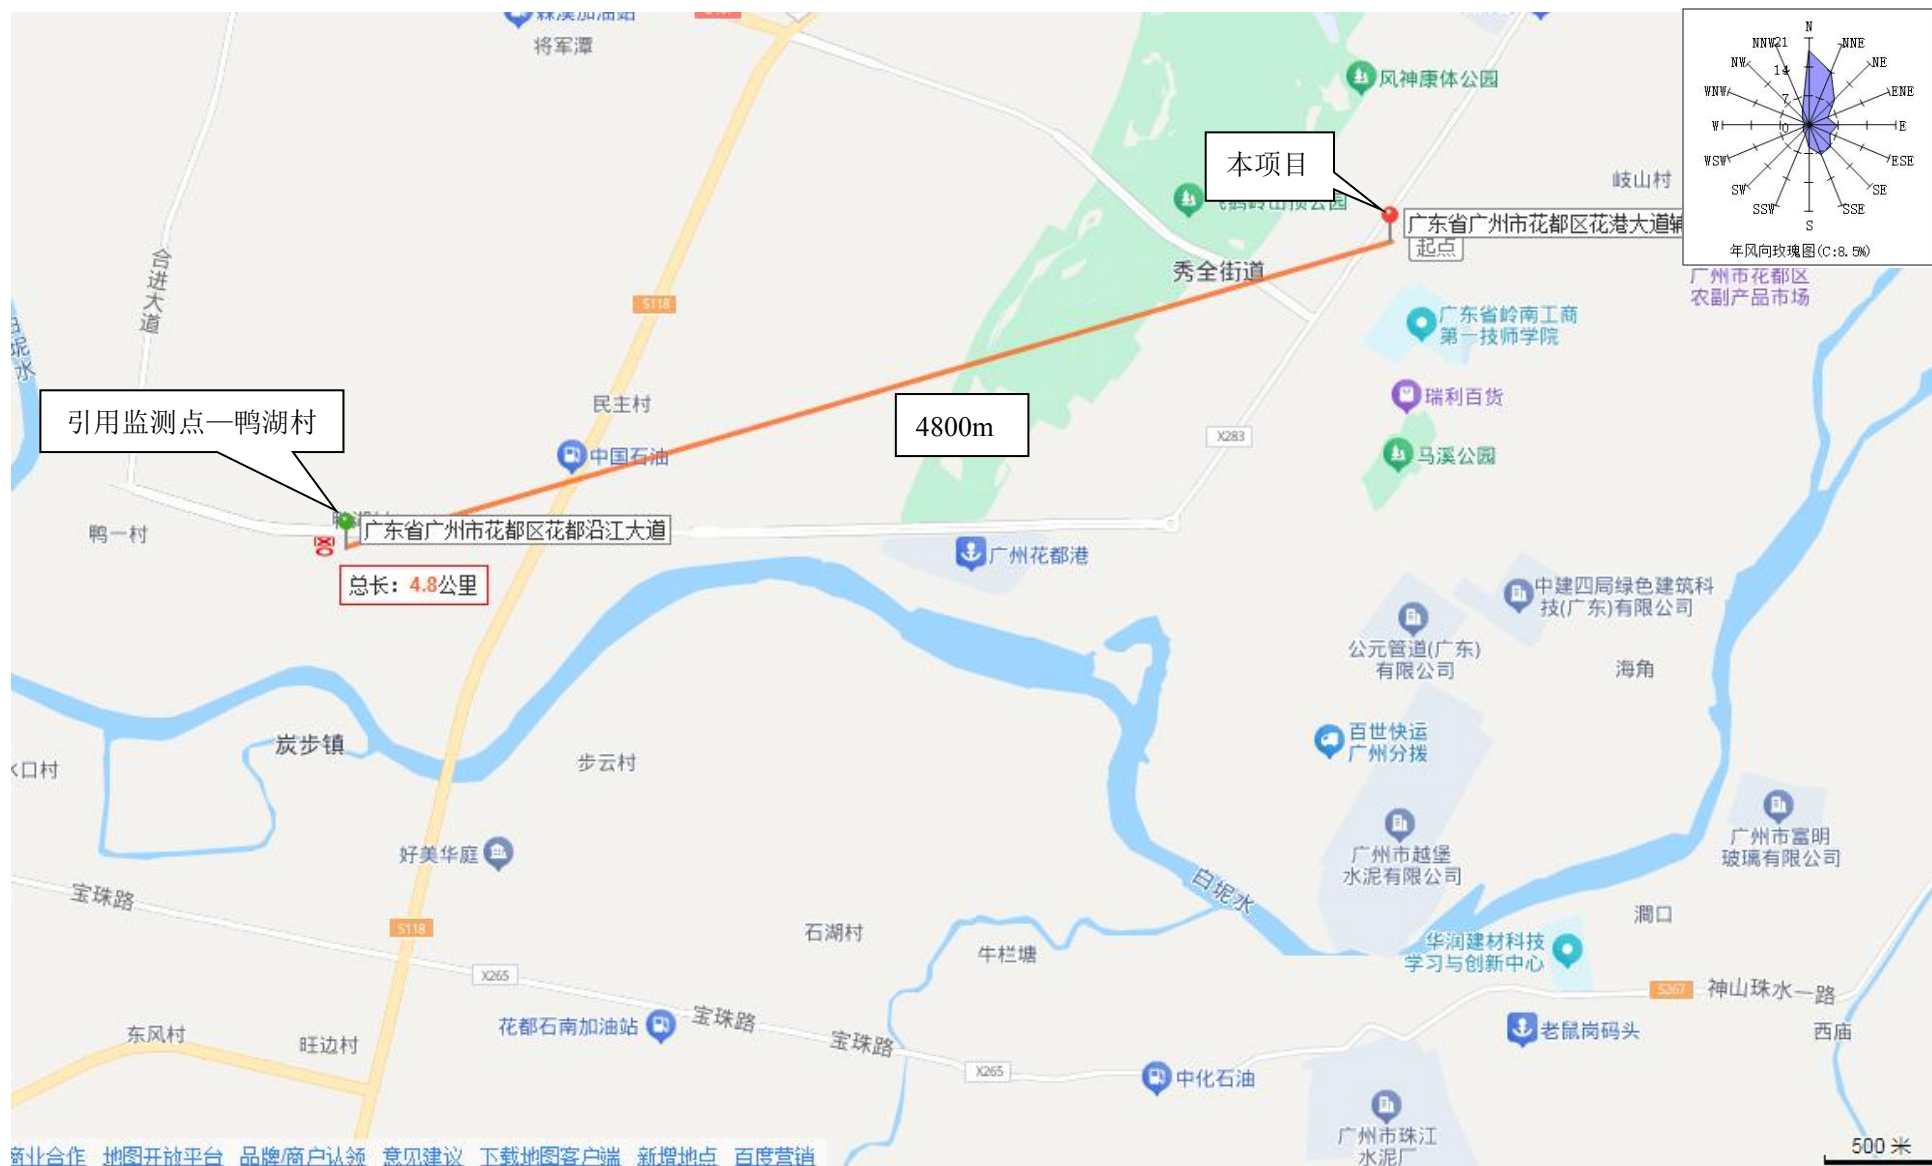 将军潭
风神康体公园
本项目
岐山村
广东省广州市花都区花港大道辅
起点
秀全街道
N
NNE
NE
ENE
E
ESE
SE
SSE
S
SSW
SW
WSW
W
WNW
NW
NNW
21
14
7
0
年风向玫瑰图(C:8.5%)
广州市花都区
农副产品市场
合进大道
S118
广东省岭南工商
第一技师学院
瑞利百货
马溪公园
X283
引用监测点—鸭湖村
民主村
中国石油
4800m
鸭一村
广东省广州市花都区花都沿江大道
总长：4.8公里
广州花都港
中建四局绿色建筑科
技(广东)有限公司
公元管道(广东)
有限公司
海角
炭步镇
水口村
步云村
百世快运
广州分拨
广州市越堡
水泥有限公司
广州市富明
玻璃有限公司
好美华庭
宝珠路
白坭水
S118
石湖村
牛栏塘
㵎口
华润建材科技
学习与创新中心
X265
S267
神山珠水一路
东风村
旺边村
花都石南加油站
宝珠路
宝珠路
老鼠岗码头
西庙
X265
中化石油
广州市珠江
水泥厂
商业合作 地图开放平台 品牌/商户认领 意见建议 下载地图客户端 新增地点 百度营销
500 米